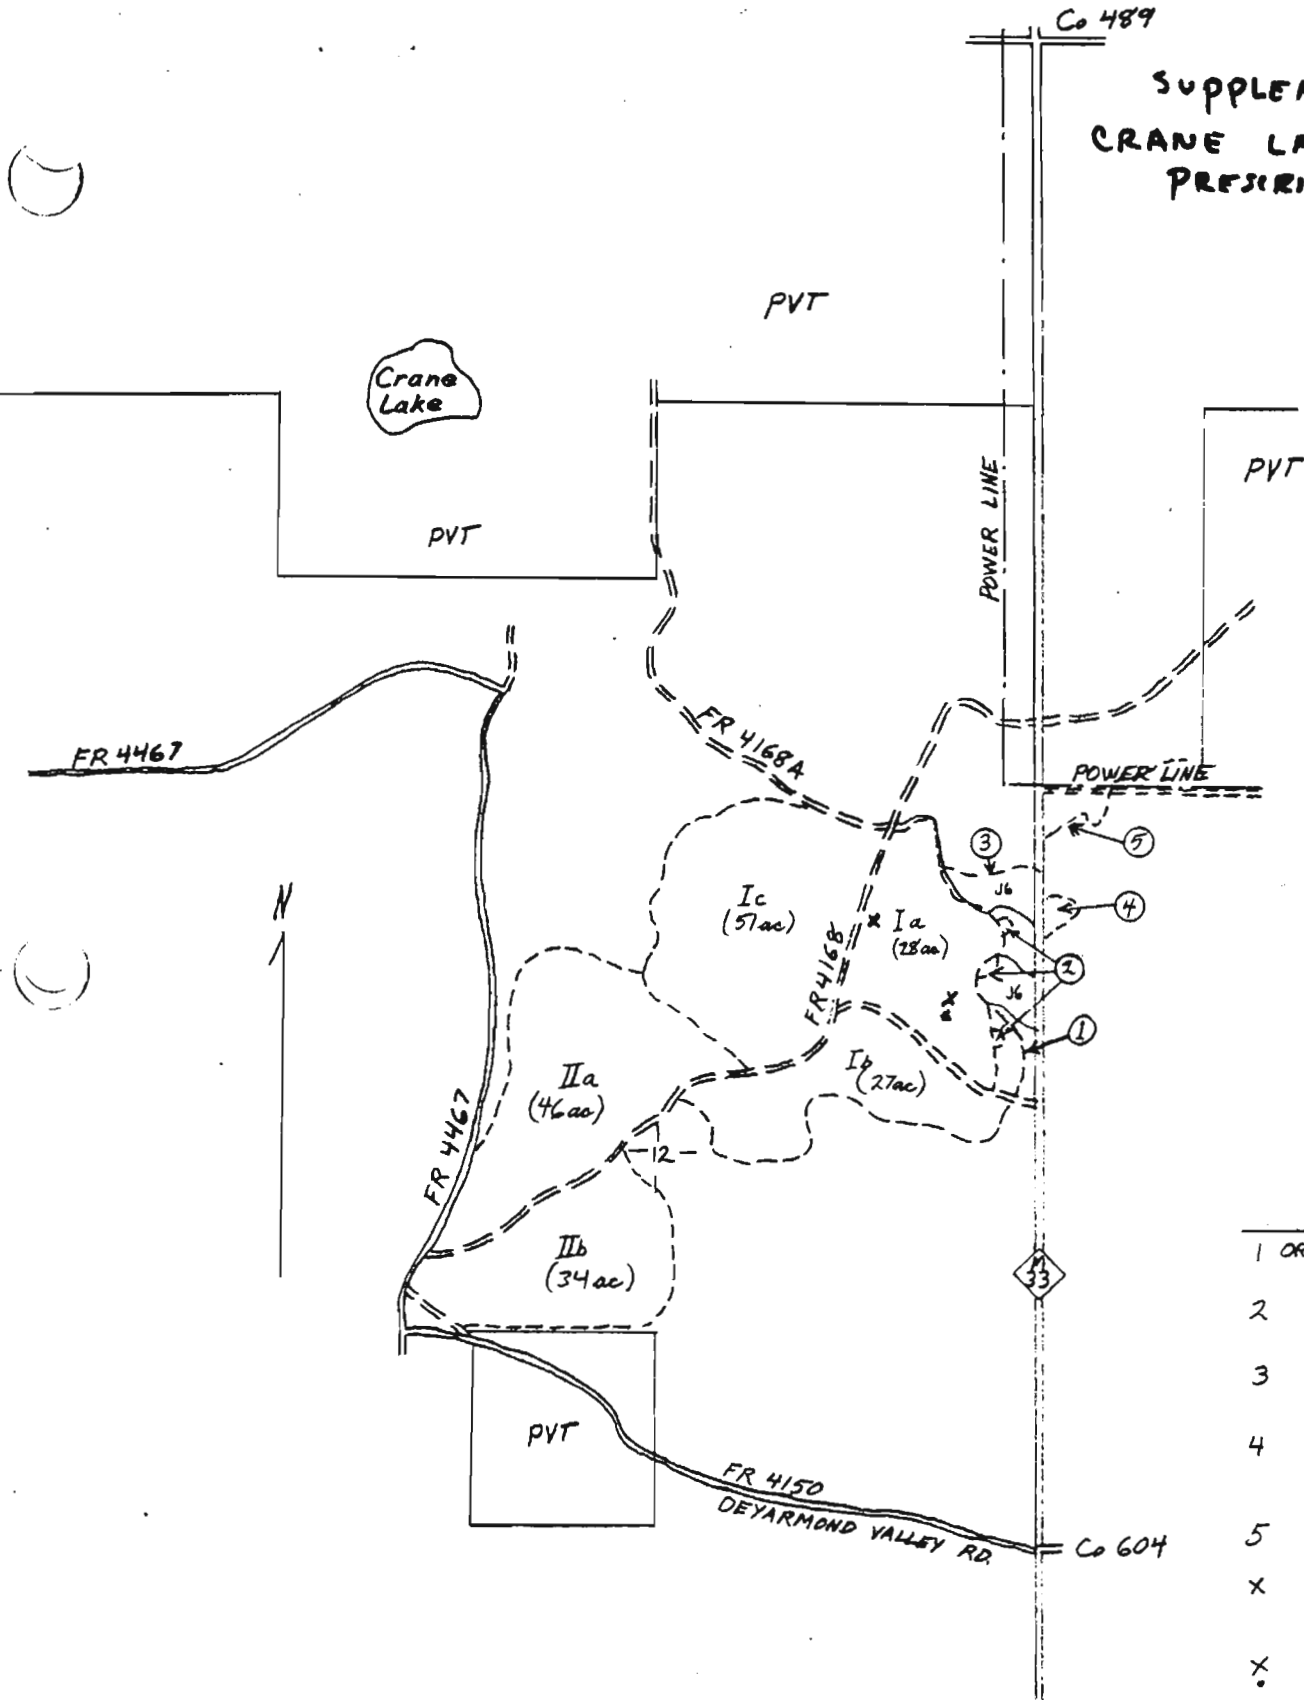 Co 489
SUPPLE
CRANE LA
PRESCRI
PVT
Crane
Lake
PVT
POWER LINE
PVT
FR 4467
FR 4168A
POWER LINE
5
3
J6
4
Ic
(51ac)
Ia
(28ac)
N
FR 4168
2
J6
1
IIa
(46ac)
Ib
(27ac)
FR 4467
12
IIb
(34ac)
M
33
1 OR
2
3
4
5
X
X
PVT
FR 4150
DEYARMOND VALLEY RD.
Co 604